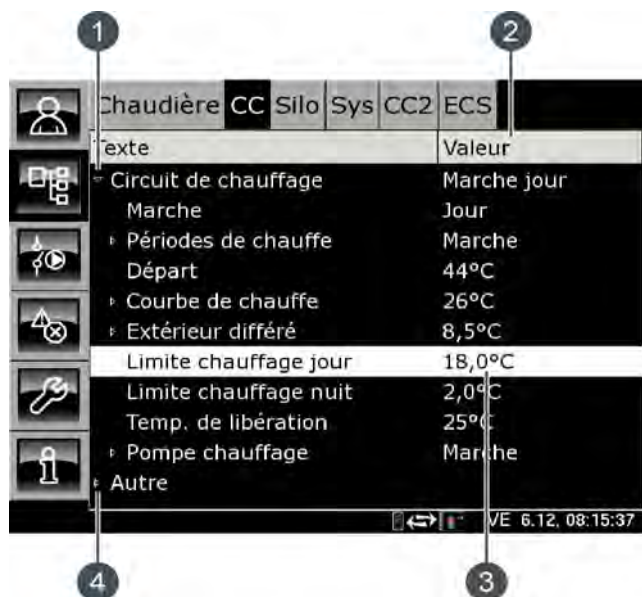 1 2
Chaudière CC Silo Sys CC2 ECS
Texte Valeur
Circuit de chauffage Marche jour
Marche Jour
Périodes de chauffe Marche
Départ 44°C
Courbe de chauffe 26°C
Extérieur différé 8,5°C
Limite chauffage jour 18,0°C
Limite chauffage nuit 2,0°C
Temp. de libération 25°C
Pompe chauffage Marche
Autre
VE 6.12, 08:15:37
4 3